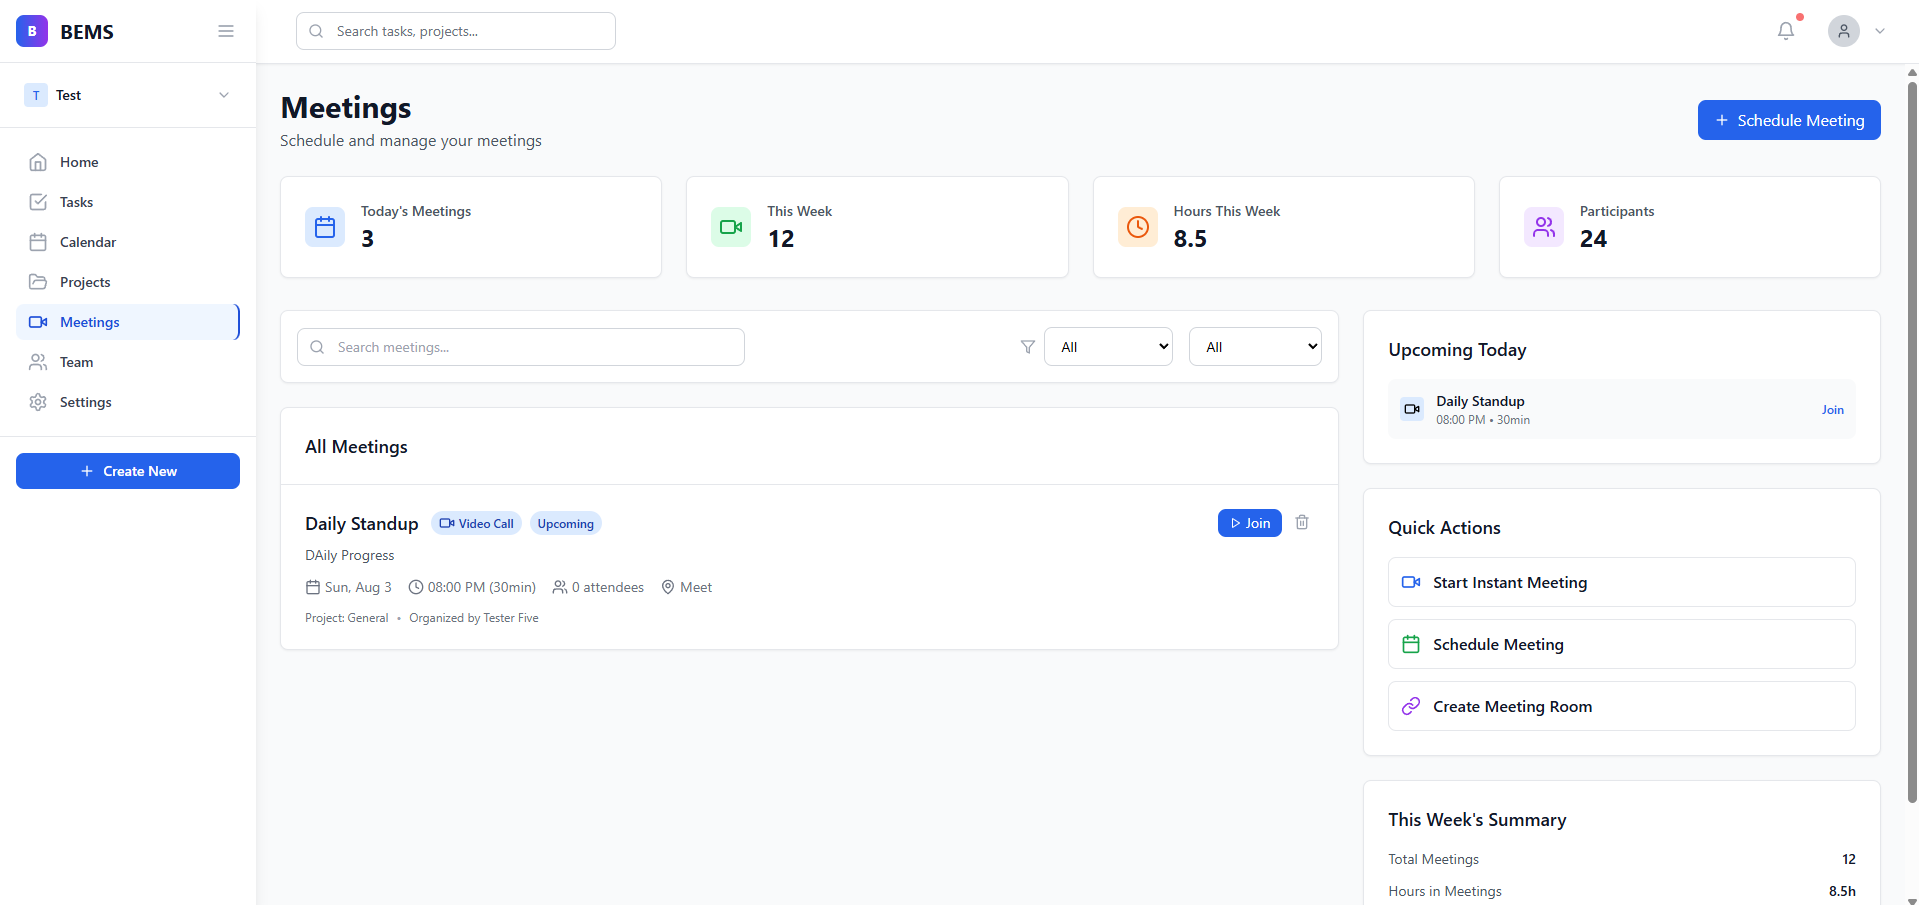 B BEMS
Search tasks, projects...
T Test
Home
Tasks
Calendar
Projects
Meetings
Team
Settings
Create New
Meetings
Schedule and manage your meetings
Schedule Meeting
Today's Meetings
3
This Week
12
Hours This Week
8.5
Participants
24
Search meetings...
All
All
All Meetings
Daily Standup Video Call Upcoming
Join
DAily Progress
Sun, Aug 3 08:00 PM (30min) 0 attendees Meet
Project: General • Organized by Tester Five
Upcoming Today
Daily Standup
08:00 PM • 30min
Join
Quick Actions
Start Instant Meeting
Schedule Meeting
Create Meeting Room
This Week's Summary
Total Meetings 12
Hours in Meetings 8.5h